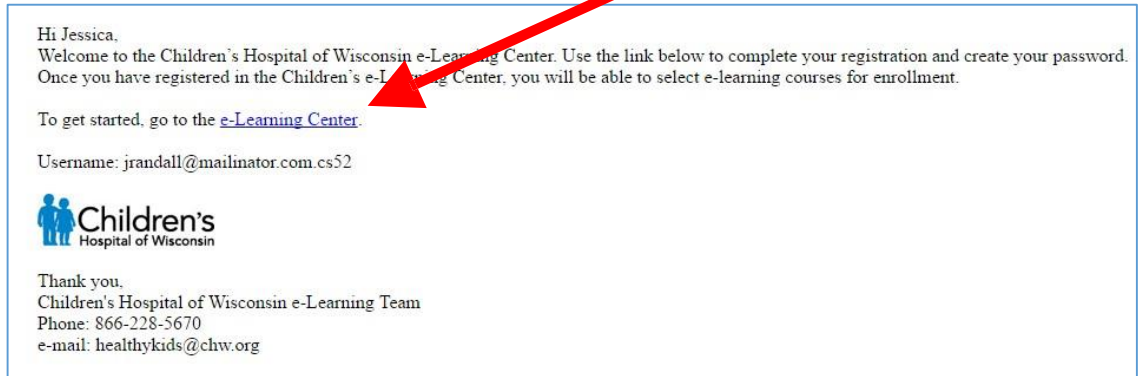 Hi Jessica,
Welcome to the Children's Hospital of Wisconsin e-Learning Center. Use the link below to complete your registration and create your password.
Once you have registered in the Children's e-Learning Center, you will be able to select e-learning courses for enrollment.
To get started, go to the e-Learning Center.
Username: jrandall@mailinator.com.cs52
Children's
Hospital of Wisconsin
Thank you,
Children's Hospital of Wisconsin e-Learning Team
Phone: 866-228-5670
e-mail: healthykids@chw.org